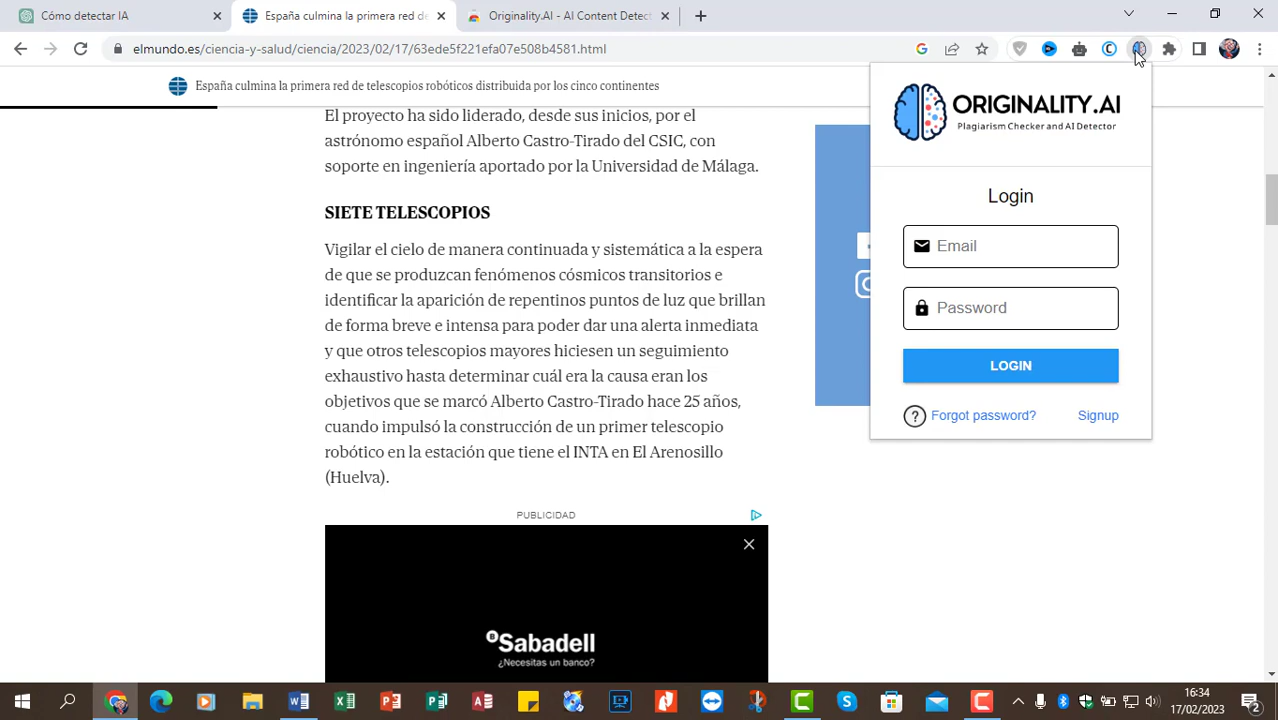 Cómo detectar IA
España culmina la primera red de
Originality.AI - AI Content Detect
elmundo.es/ciencia-y-salud/ciencia/2023/02/17/63ede5f221efa07e508b4581.html
España culmina la primera red de telescopios robóticos distribuida por los cinco continentes
El proyecto ha sido liderado, desde sus inicios, por el
astrónomo español Alberto Castro-Tirado del CSIC, con
soporte en ingeniería aportado por la Universidad de Málaga.
SIETE TELESCOPIOS
Vigilar el cielo de manera continuada y sistemática a la espera
de que se produzcan fenómenos cósmicos transitorios e
identificar la aparición de repentinos puntos de luz que brillan
de forma breve e intensa para poder dar una alerta inmediata
y que otros telescopios mayores hiciesen un seguimiento
exhaustivo hasta determinar cuál era la causa eran los
objetivos que se marcó Alberto Castro-Tirado hace 25 años,
cuando impulsó la construcción de un primer telescopio
robótico en la estación que tiene el INTA en El Arenosillo
(Huelva).
PUBLICIDAD
Sabadell
¿Necesitas un banco?
ORIGINALITY.AI
Plagiarism Checker and AI Detector
Login
Email
Password
LOGIN
Forgot password?
Signup
16:34
17/02/2023
2